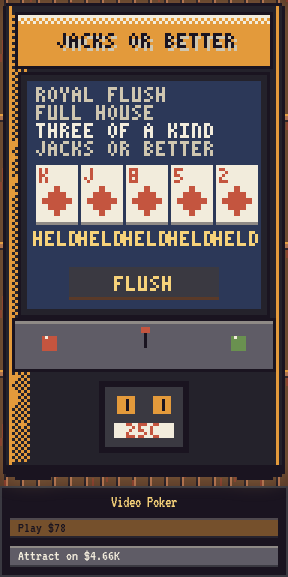 JACKS OR BETTER
ROYAL FLUSH
FULL HOUSE
THREE OF A KIND
JACKS OR BETTER
K J 8 5 2
HELD HELD HELD HELD HELD
FLUSH
25C
Video Poker
Play $78
Attract on $4.66K